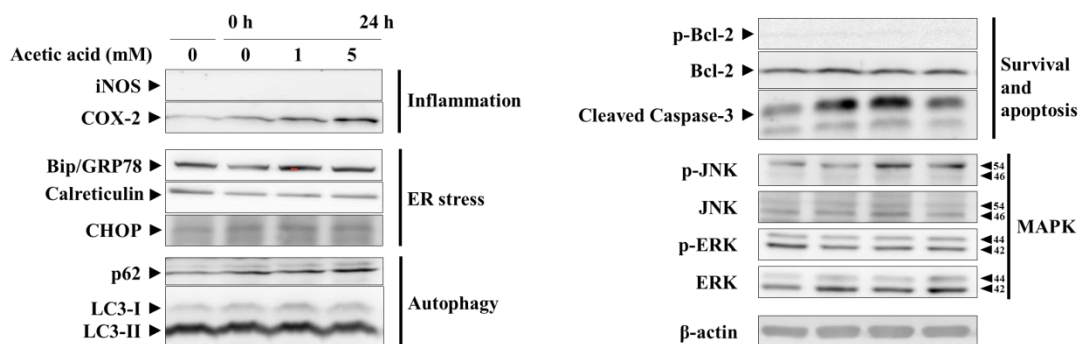 0 h 24 h
Acetic acid (mM) 0 0 1 5
iNOS
COX-2
Inflammation
Bip/GRP78
Calreticulin
CHOP
ER stress
p62
LC3-I
LC3-II
Autophagy
p-Bcl-2
Bcl-2
Cleaved Caspase-3
Survival
and
apoptosis
p-JNK
54
46
JNK
54
46
p-ERK
44
42
ERK
44
42
MAPK
β-actin